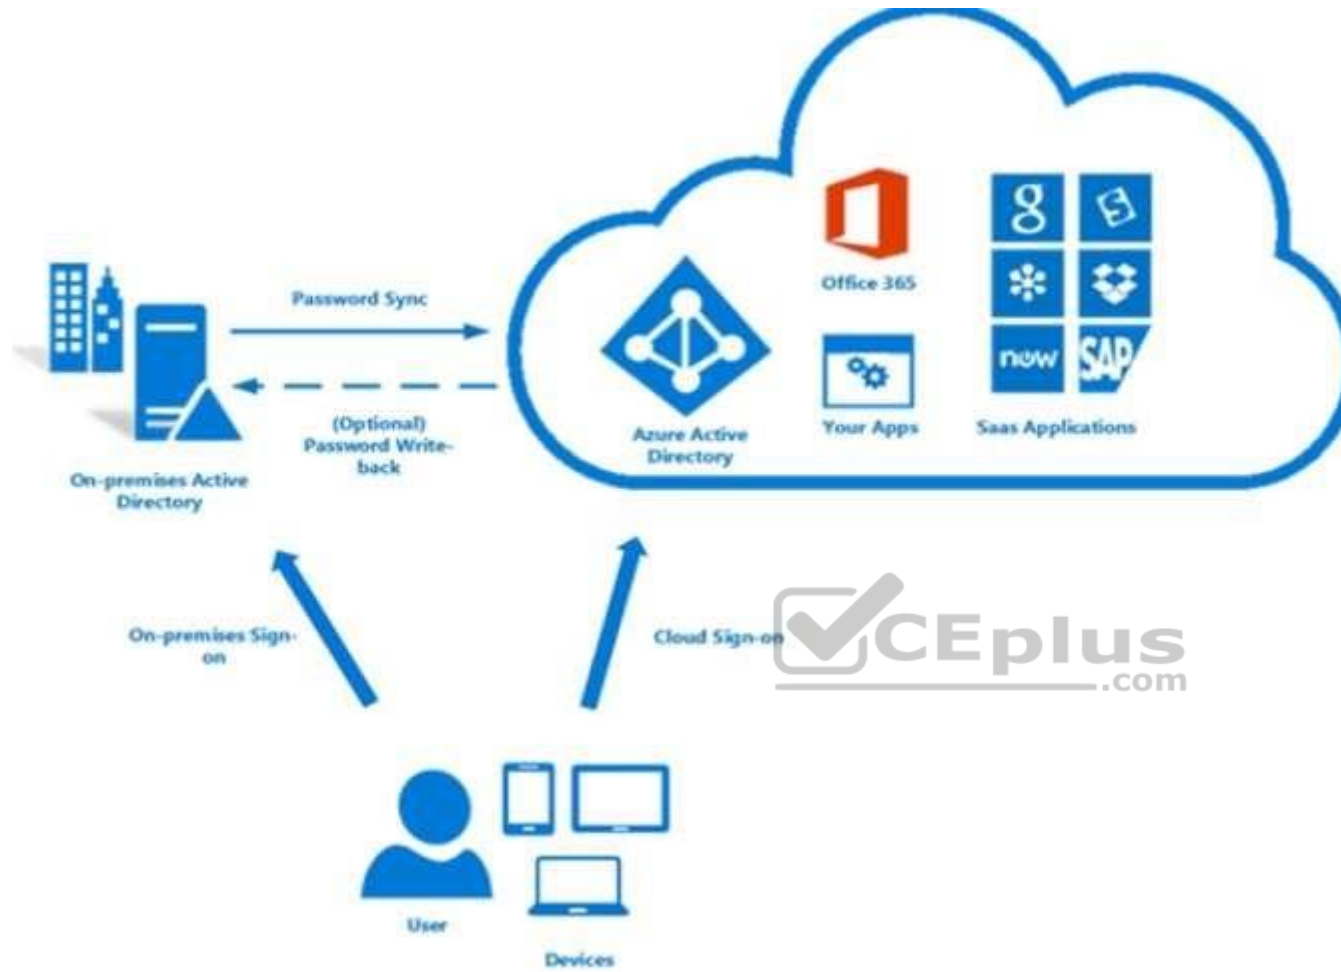 Password Sync
(Optional)
Password Write-
back
On-premises Active
Directory
Azure Active
Directory
Office 365
Your Apps
g
S
now
SAP
Saas Applications
On-premises Sign-
on
Cloud Sign-on
CEplus
.com
User
Devices